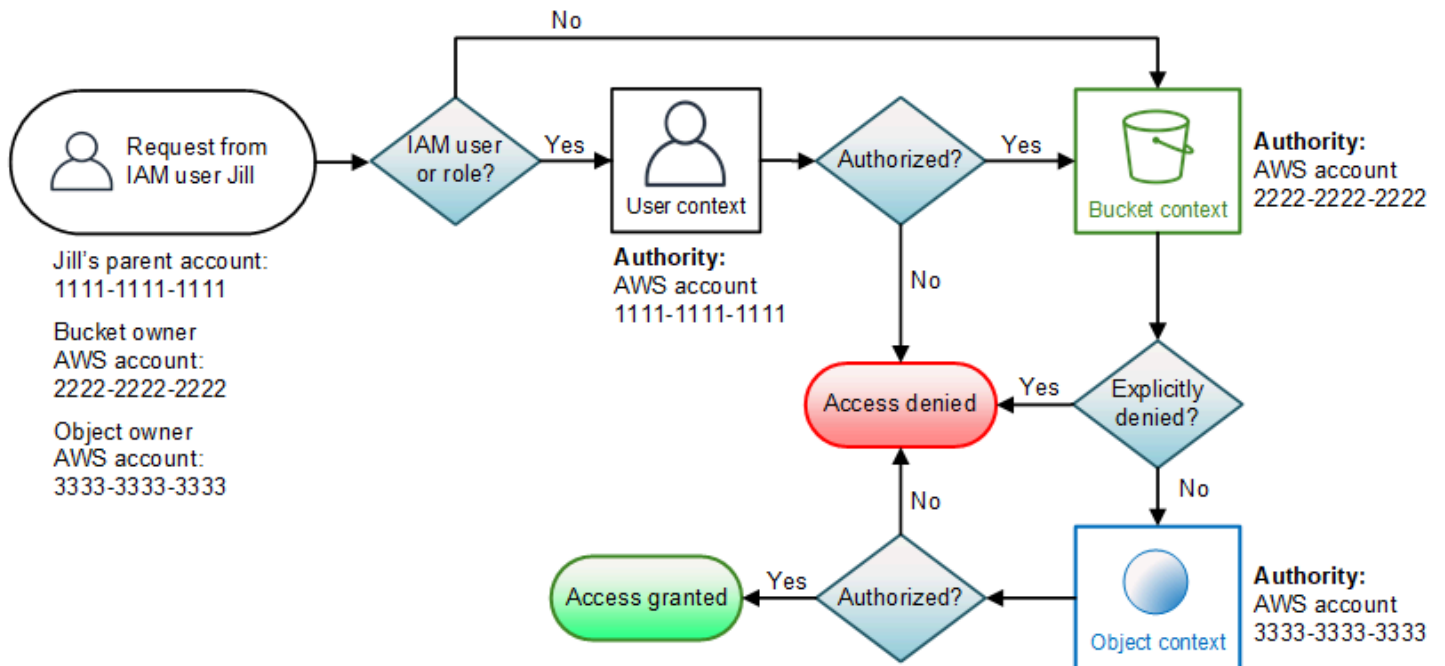 No
Request from
IAM user Jill
IAM user
or role?
Yes
User context
Authorized?
Yes
Bucket context
Authority:
AWS account
2222-2222-2222
Jill's parent account:
1111-1111-1111
Bucket owner
AWS account:
2222-2222-2222
Object owner
AWS account:
3333-3333-3333
Authority:
AWS account
1111-1111-1111
No
Access denied
Yes
Explicitly
denied?
No
No
Access granted
Yes
Authorized?
Object context
Authority:
AWS account
3333-3333-3333